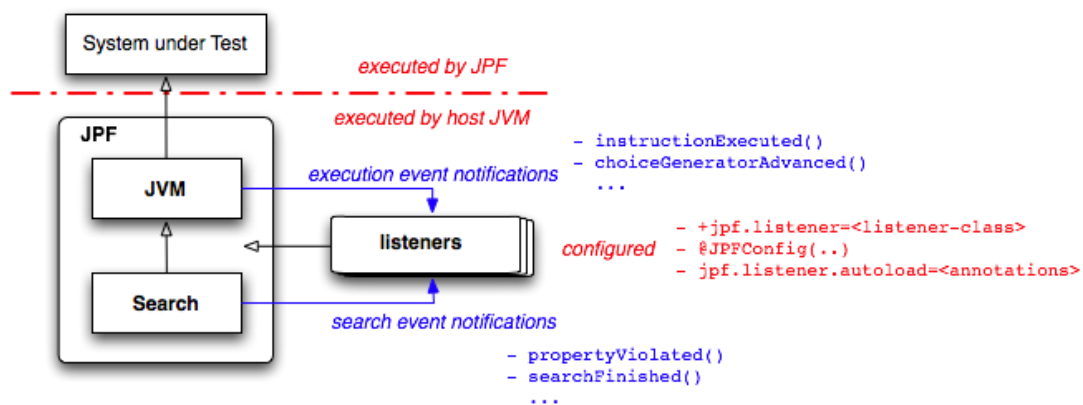 System under Test
executed by JPF
executed by host JVM
JPF
- instructionExecuted()
- choiceGeneratorAdvanced()
...
JVM
execution event notifications
listeners
configured
- +jpf.listener=<listener-class>
- @JPFConfig(..)
- jpf.listener.autoload=<annotations>
Search
search event notifications
- propertyViolated()
- searchFinished()
...